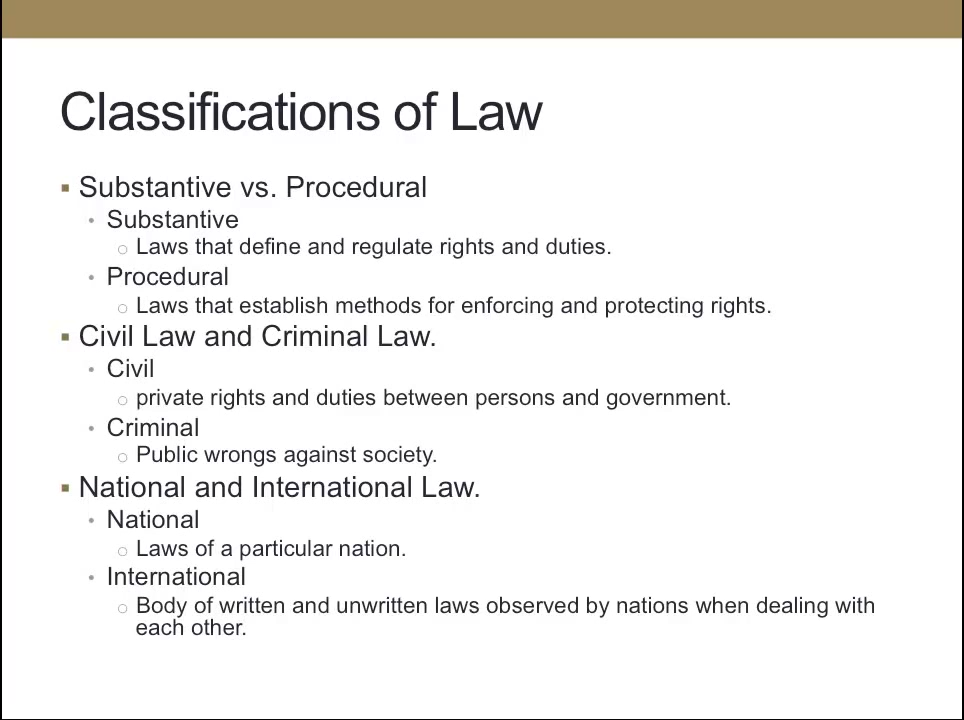 Classifications of Law
▪ Substantive vs. Procedural
• Substantive
o Laws that define and regulate rights and duties.
• Procedural
o Laws that establish methods for enforcing and protecting rights.
▪ Civil Law and Criminal Law.
• Civil
o private rights and duties between persons and government.
• Criminal
o Public wrongs against society.
▪ National and International Law.
• National
o Laws of a particular nation.
• International
o Body of written and unwritten laws observed by nations when dealing with
each other.